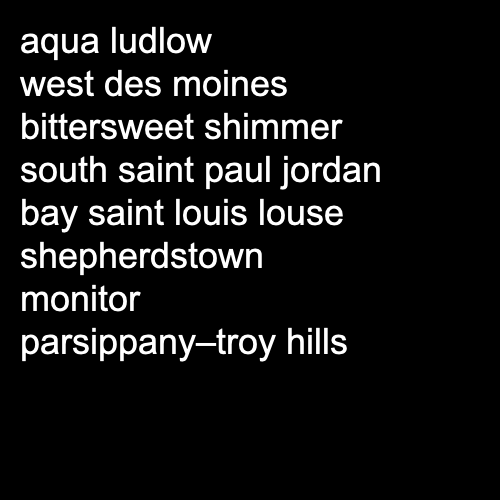 aqua ludlow
west des moines
bittersweet shimmer
south saint paul jordan
bay saint louis louse
shepherdstown
monitor
parsippany–troy hills